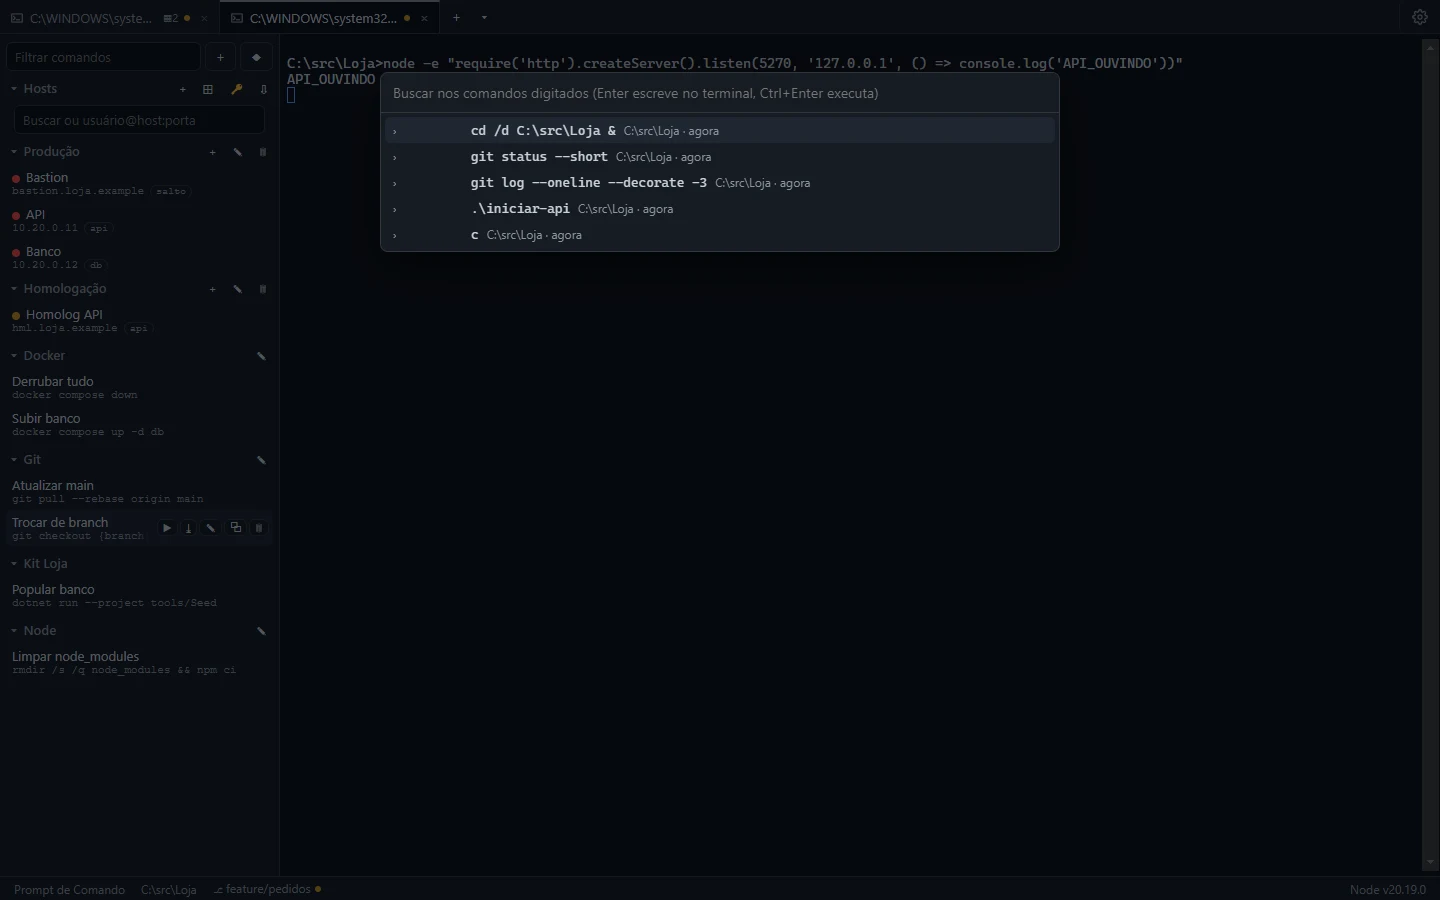 C:\WINDOWS\syste... 2
C:\WINDOWS\system32...
Filtrar comandos
Hosts
Buscar ou usuário@host:porta
Produção
Bastion
bastion.loja.example salto
API
10.20.0.11 api
Banco
10.20.0.12 db
Homologação
Homolog API
hml.loja.example api
Docker
Derrubar tudo
docker compose down
Subir banco
docker compose up -d db
Git
Atualizar main
git pull --rebase origin main
Trocar de branch
git checkout {branch
Kit Loja
Popular banco
dotnet run --project tools/Seed
Node
Limpar node_modules
rmdir /s /q node_modules && npm ci
C:\src\Loja>node -e "require('http').createServer().listen(5270, '127.0.0.1', () => console.log('API_OUVINDO'))"
API_OUVINDO
Buscar nos comandos digitados (Enter escreve no terminal, Ctrl+Enter executa)
› cd /d C:\src\Loja & C:\src\Loja · agora
› git status --short C:\src\Loja · agora
› git log --oneline --decorate -3 C:\src\Loja · agora
› .\iniciar-api C:\src\Loja · agora
› c C:\src\Loja · agora
Prompt de Comando C:\src\Loja feature/pedidos
Node v20.19.0